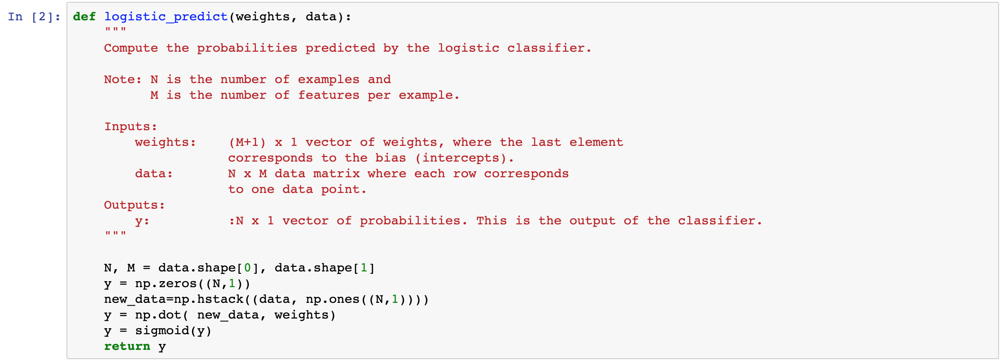 In [2]: def logistic_predict(weights, data):
    """
    Compute the probabilities predicted by the logistic classifier.

    Note: N is the number of examples and
          M is the number of features per example.

    Inputs:
        weights:    (M+1) x 1 vector of weights, where the last element
                    corresponds to the bias (intercepts).
        data:       N x M data matrix where each row corresponds
                    to one data point.
    Outputs:
        y:          :N x 1 vector of probabilities. This is the output of the classifier.
    """

    N, M = data.shape[0], data.shape[1]
    y = np.zeros((N,1))
    new_data=np.hstack((data, np.ones((N,1))))
    y = np.dot( new_data, weights)
    y = sigmoid(y)
    return y